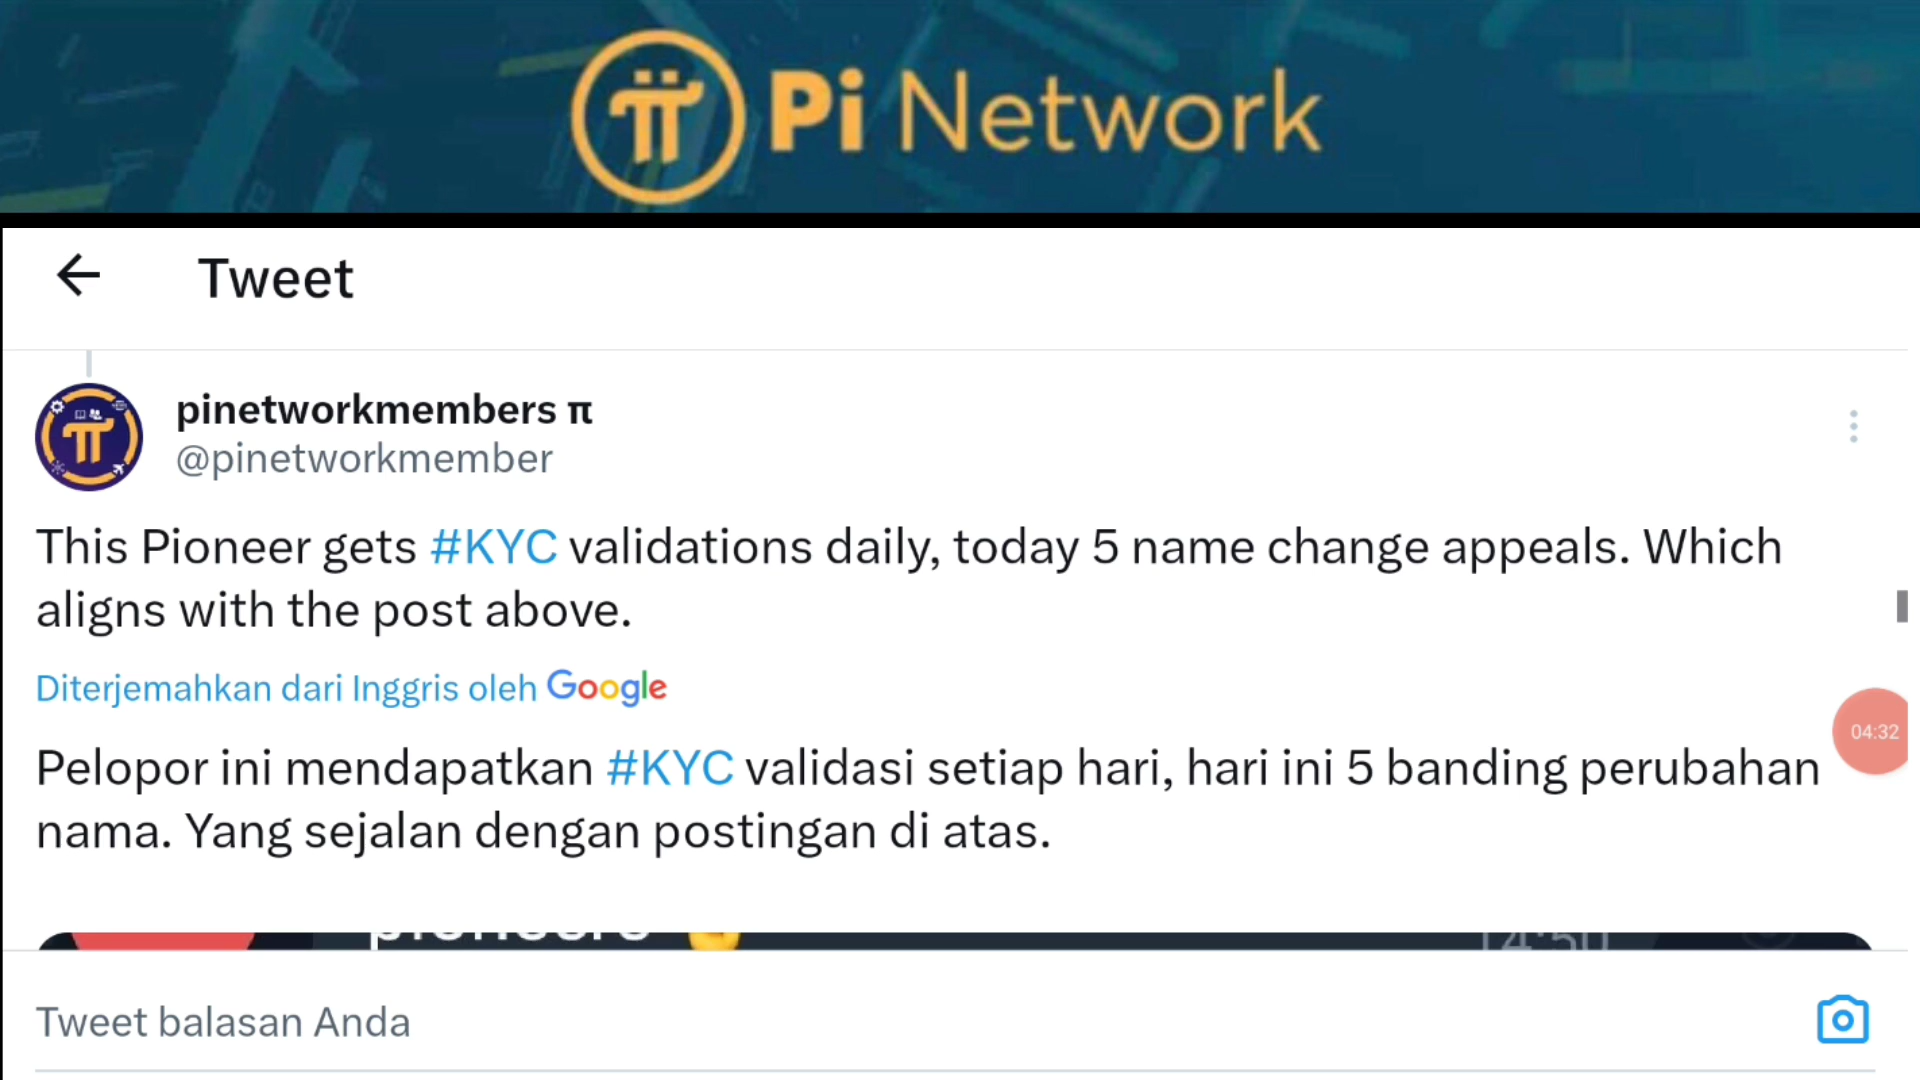 Pi Network
Tweet
pinetworkmembers π
@pinetworkmember
This Pioneer gets #KYC validations daily, today 5 name change appeals. Which
aligns with the post above.
Diterjemahkan dari Inggris oleh Google
04:32
Pelopor ini mendapatkan #KYC validasi setiap hari, hari ini 5 banding perubahan
nama. Yang sejalan dengan postingan di atas.
Tweet balasan Anda